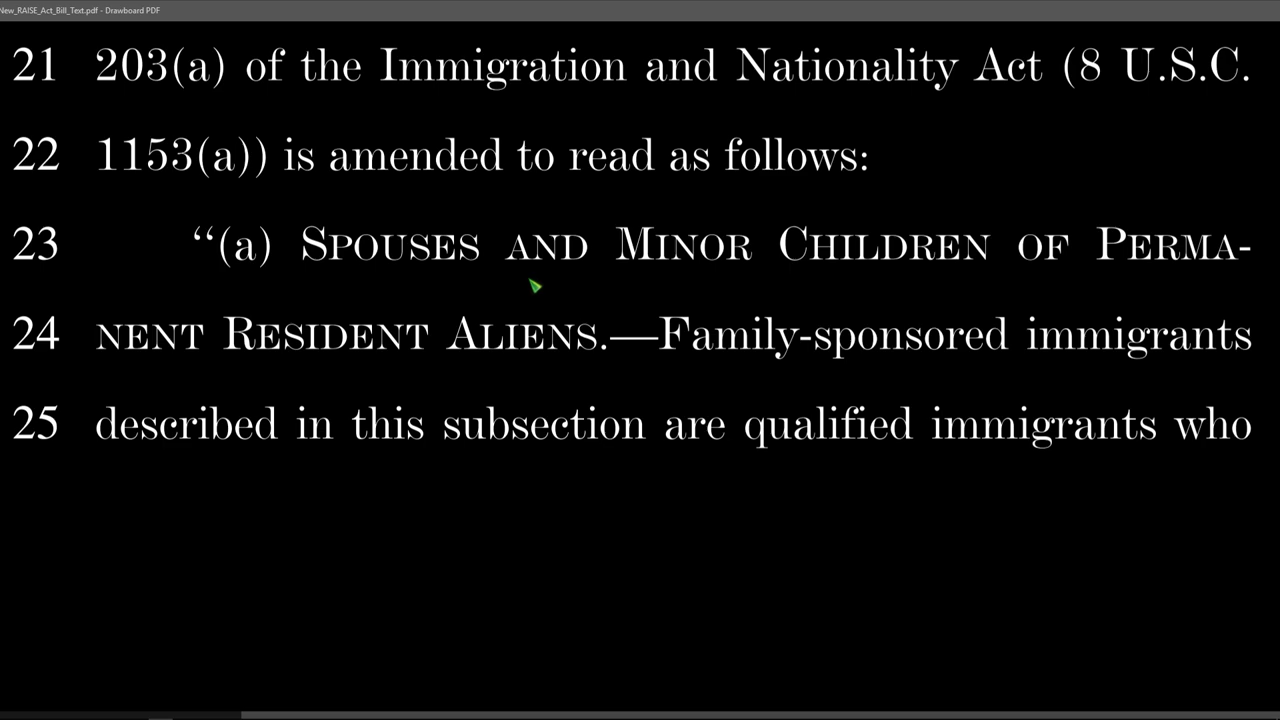 New_RAISE_Act_Bill_Text.pdf - Drawboard PDF
21 203(a) of the Immigration and Nationality Act (8 U.S.C.
22 1153(a)) is amended to read as follows:
23 ‘‘(a) SPOUSES AND MINOR CHILDREN OF PERMA-
24 NENT RESIDENT ALIENS.—Family-sponsored immigrants
25 described in this subsection are qualified immigrants who